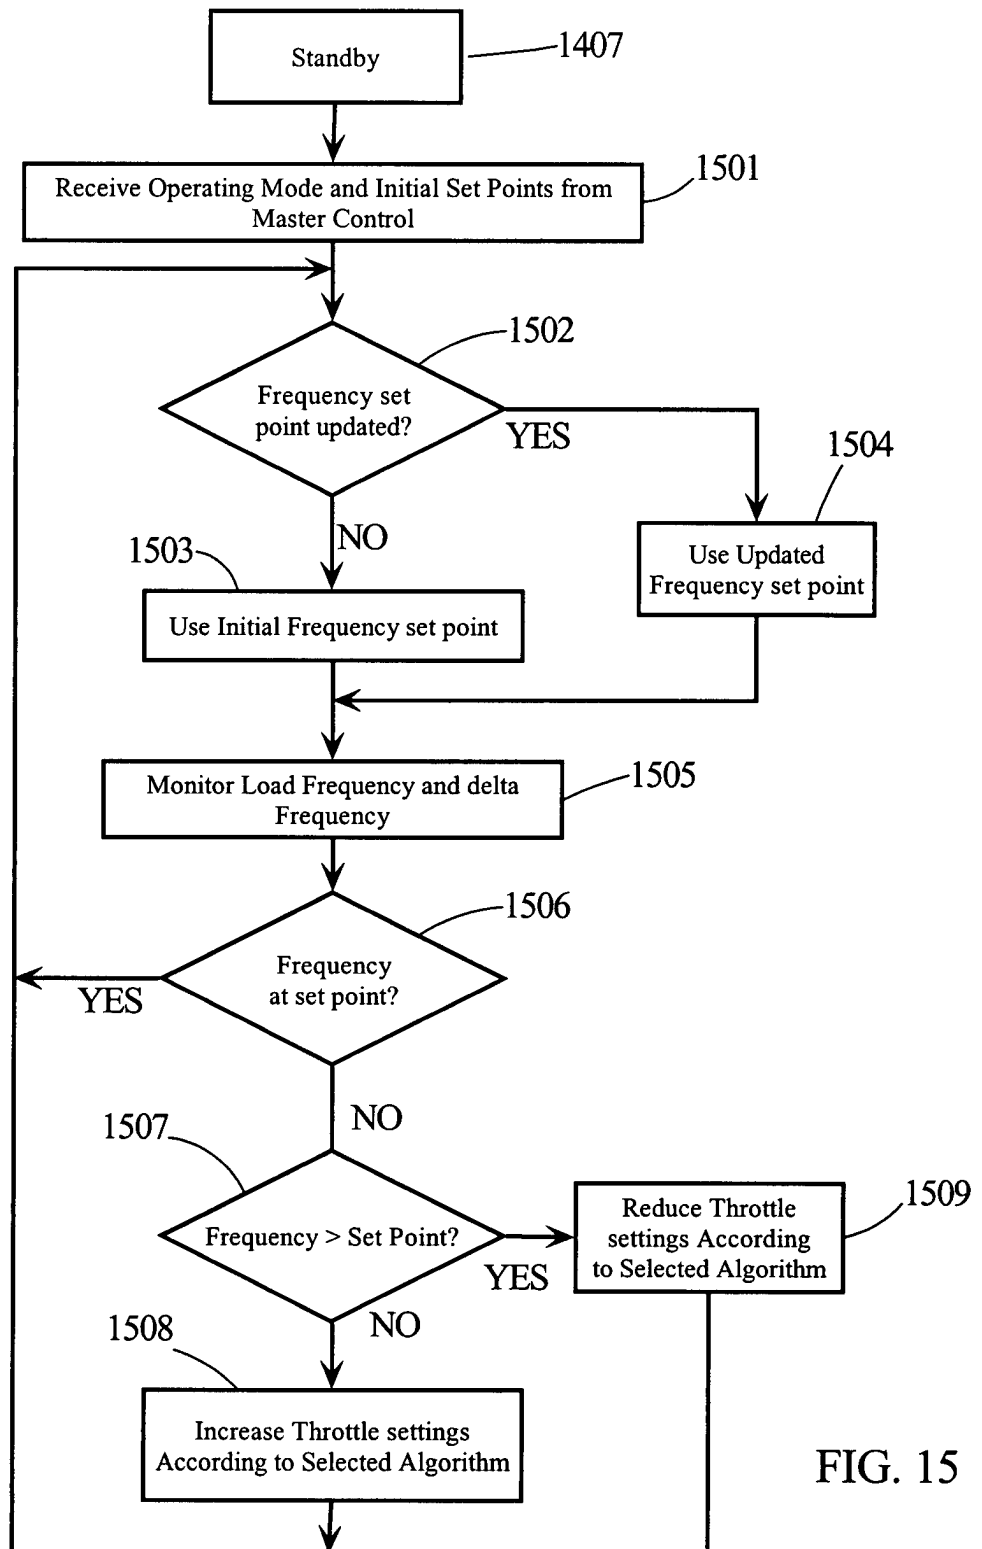 Standby
1407
Receive Operating Mode and Initial Set Points from
Master Control
1501
1502
Frequency set
point updated?
YES
NO
1504
Use Updated
Frequency set point
1503
Use Initial Frequency set point
Monitor Load Frequency and delta
Frequency
1505
1506
Frequency
at set point?
YES
NO
1507
Frequency > Set Point?
YES
NO
1509
Reduce Throttle
settings According
to Selected Algorithm
1508
Increase Throttle settings
According to Selected Algorithm
FIG. 15